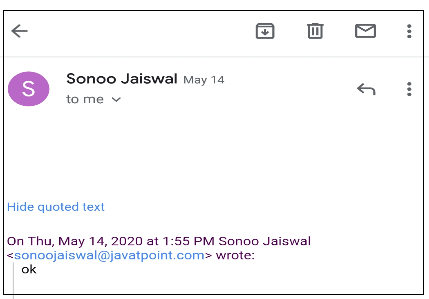 S
Sonoo Jaiswal May 14
to me
Hide quoted text
On Thu, May 14, 2020 at 1:55 PM Sonoo Jaiswal
<sonoojaiswal@javatpoint.com> wrote:
ok